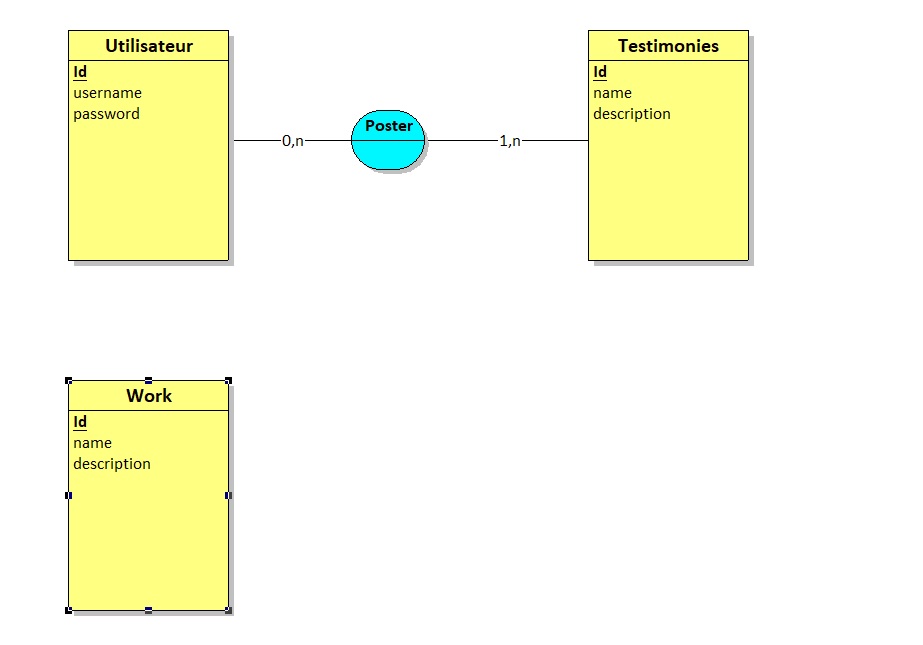 Utilisateur
Id
username
password
0,n
Poster
1,n
Testimonies
Id
name
description
Work
Id
name
description